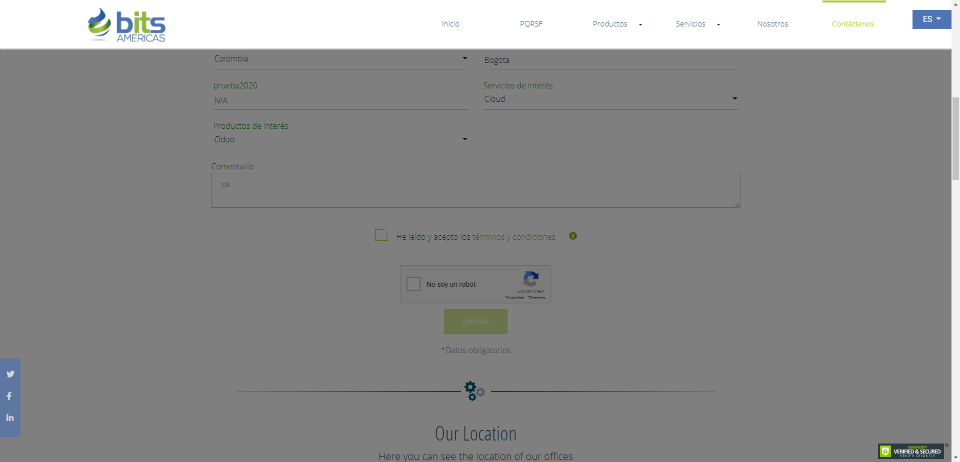 bits
AMERICAS
Inicio
PQRSF
Productos
Servicios
Nosotros
Contáctenos
ES
Colombia
Bogota
prueba2020
Servicios de interés
N/A
Cloud
Productos de interés
Odoo
Comentario
ok
He leído y acepto los términos y condiciones
No soy un robot
reCAPTCHA
Privacidad - Términos
ENVIAR
*Datos obligatorios
Our Location
Here you can see the location of our offices
VERIFIED & SECURED